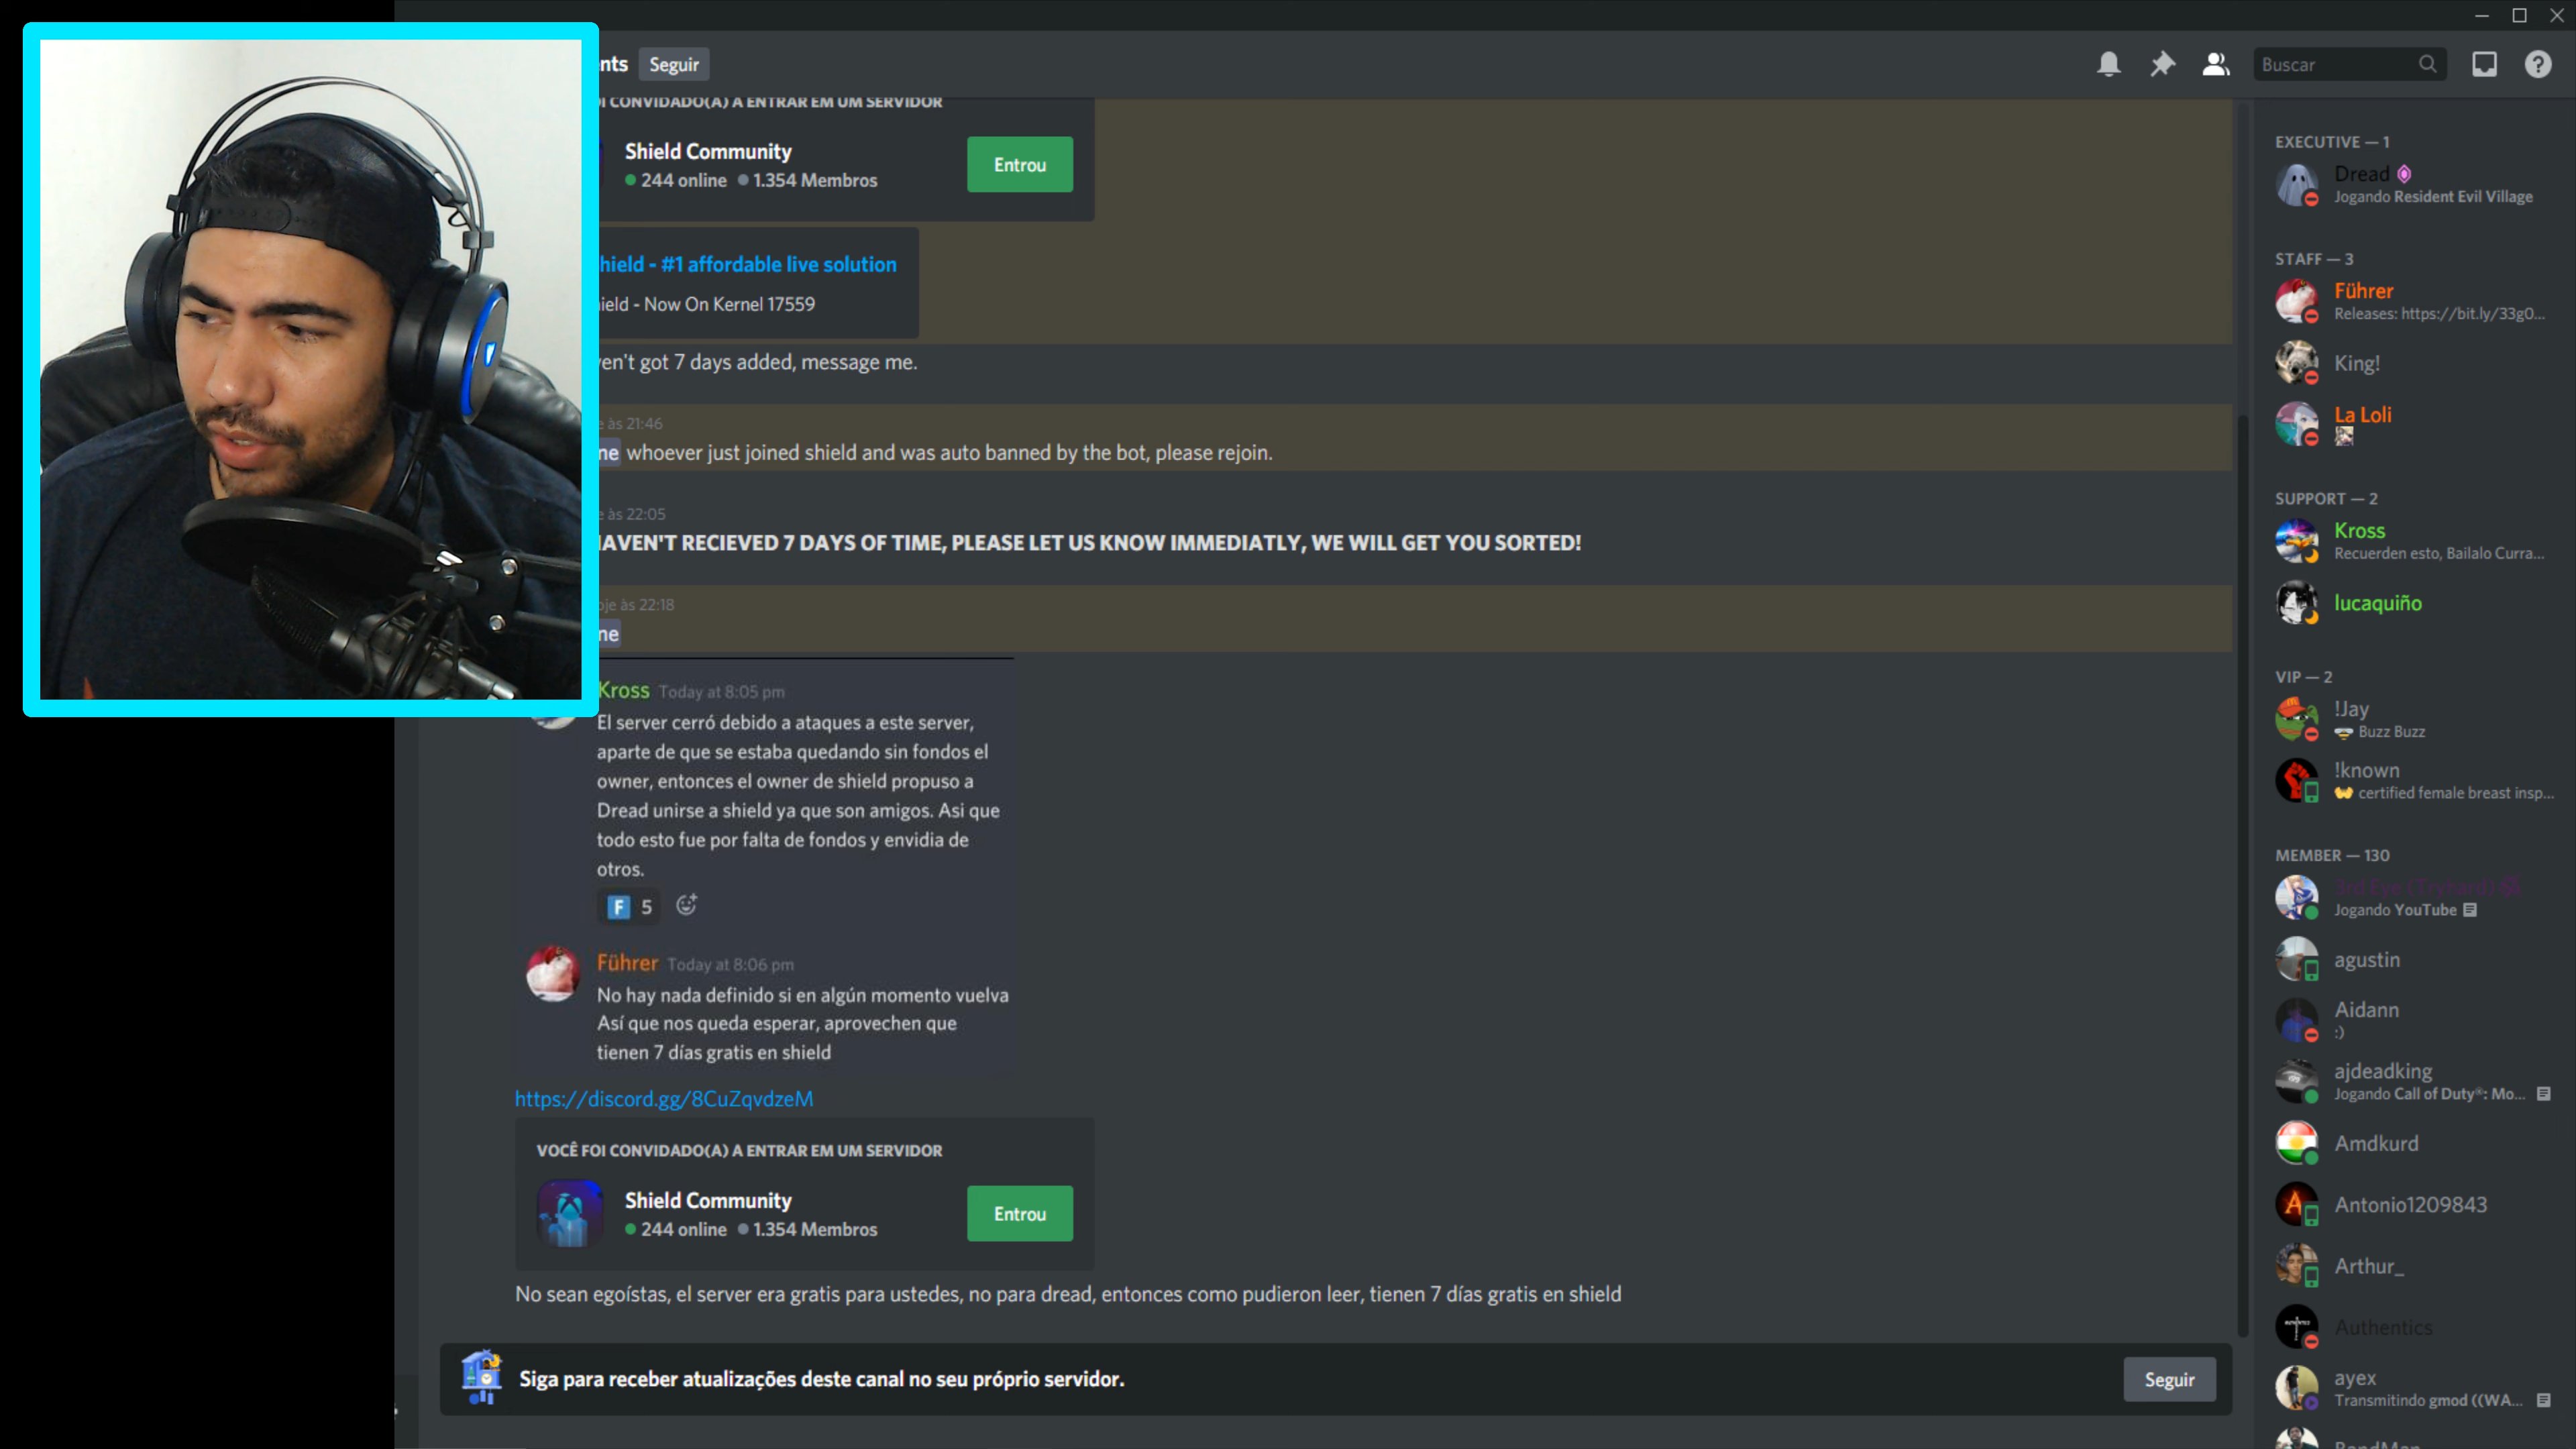 nts Seguir
Buscar
I CONVIDADO(A) A ENTRAR EM UM SERVIDOR
Shield Community
244 online 1.354 Membros
Entrou
hield - #1 affordable live solution
ield - Now On Kernel 17559
en't got 7 days added, message me.
e às 21:46
ne whoever just joined shield and was auto banned by the bot, please rejoin.
e às 22:05
HAVEN'T RECIEVED 7 DAYS OF TIME, PLEASE LET US KNOW IMMEDIATLY, WE WILL GET YOU SORTED!
oje às 22:18
ne
Kross Today at 8:05 pm
El server cerró debido a ataques a este server,
aparte de que se estaba quedando sin fondos el
owner, entonces el owner de shield propuso a
Dread unirse a shield ya que son amigos. Asi que
todo esto fue por falta de fondos y envidia de
otros.
F 5
Führer Today at 8:06 pm
No hay nada definido si en algún momento vuelva
Así que nos queda esperar, aprovechen que
tienen 7 días gratis en shield
https://discord.gg/8CuZqvdzeM
VOCÊ FOI CONVIDADO(A) A ENTRAR EM UM SERVIDOR
Shield Community
244 online 1.354 Membros
Entrou
No sean egoístas, el server era gratis para ustedes, no para dread, entonces como pudieron leer, tienen 7 días gratis en shield
Siga para receber atualizações deste canal no seu próprio servidor.
Seguir
EXECUTIVE — 1
Dread
Jogando Resident Evil Village
STAFF — 3
Führer
Releases: https://bit.ly/33g0...
King!
La Loli
SUPPORT — 2
Kross
Recuerden esto, Bailalo Curra...
lucaquiño
VIP — 2
!Jay
Buzz Buzz
!known
certified female breast insp...
MEMBER — 130
3rd Eye (Tryhard)
Jogando YouTube
agustin
Aidann
:)
ajdeadking
Jogando Call of Duty®: Mo...
Amdkurd
Antonio1209843
Arthur_
Authentics
ayex
Transmitindo gmod ((WA...